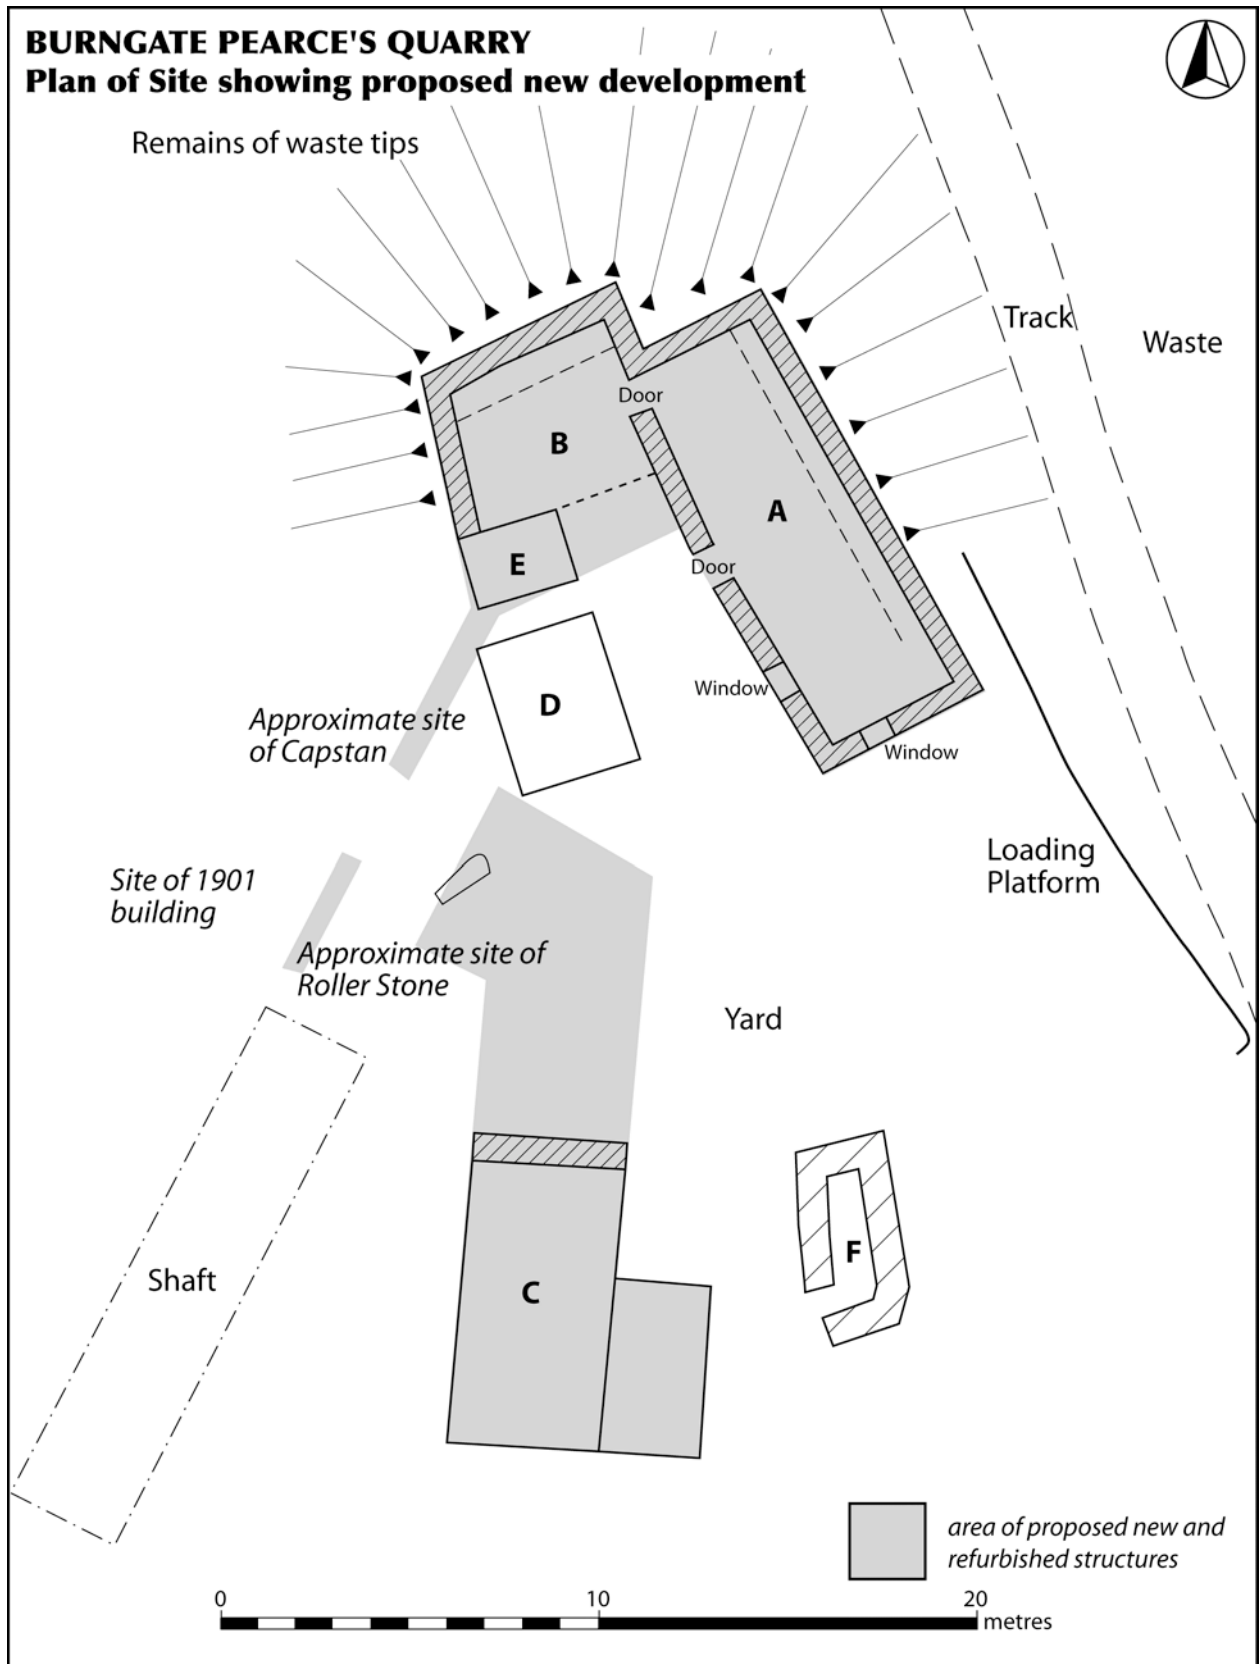 BURNGATE PEARCE'S QUARRY
Plan of Site showing proposed new development
Remains of waste tips
Track
Waste
Door
B
A
E
Door
D
Window
Window
Approximate site
of Capstan
Loading
Platform
Site of 1901
building
Approximate site of
Roller Stone
Yard
F
Shaft
C
area of proposed new and
refurbished structures
0
10
20
metres